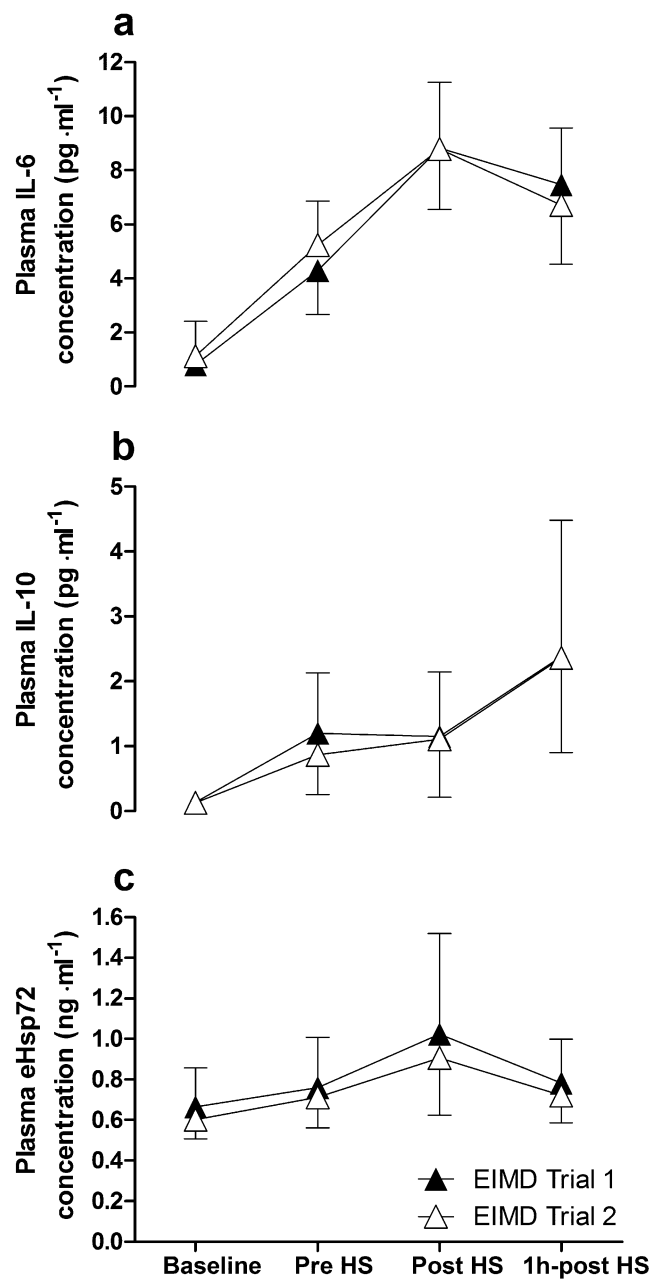 a
Plasma IL-6
concentration (pg·ml-1)
12
10
8
6
4
2
0
b
Plasma IL-10
concentration (pg·ml-1)
5
4
3
2
1
0
c
Plasma eHsp72
concentration (ng·ml-1)
1.6
1.4
1.2
1.0
0.8
0.6
0.4
0.2
0.0
EIMD Trial 1
EIMD Trial 2
Baseline Pre HS Post HS 1h-post HS